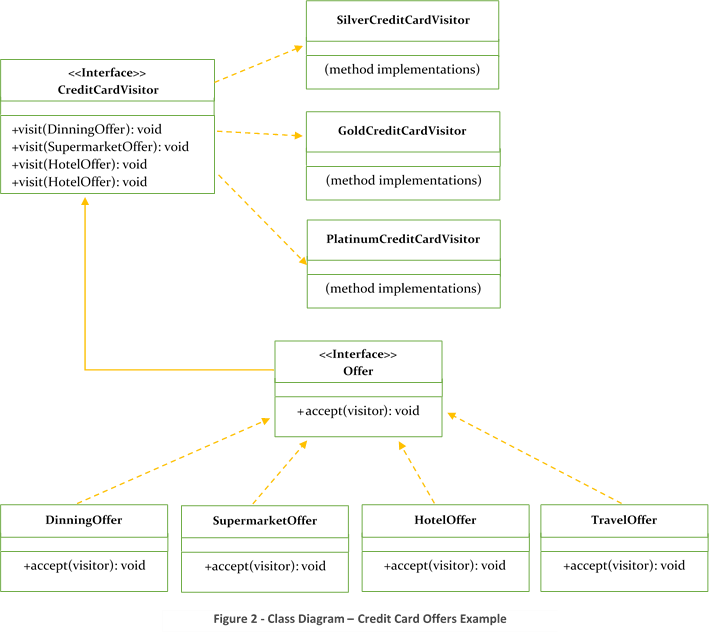 SilverCreditCardVisitor
(method implementations)
<<Interface>>
CreditCardVisitor
+visit(DinningOffer): void
+visit(SupermarketOffer): void
+visit(HotelOffer): void
+visit(HotelOffer): void
GoldCreditCardVisitor
(method implementations)
PlatinumCreditCardVisitor
(method implementations)
<<Interface>>
Offer
+accept(visitor): void
DinningOffer
+accept(visitor): void
SupermarketOffer
+accept(visitor): void
HotelOffer
+accept(visitor): void
TravelOffer
+accept(visitor): void
Figure 2 - Class Diagram – Credit Card Offers Example